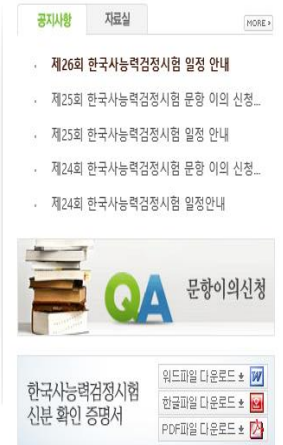 공지사항 자료실 MORE
제26회 한국사능력검정시험 일정 안내
제25회 한국사능력검정시험 문항 이의 신청...
제25회 한국사능력검정시험 일정 안내
제24회 한국사능력검정시험 문항 이의 신청...
제24회 한국사능력검정시험 일정안내
QA 문항이의신청
한국사능력검정시험
신분 확인 증명서
워드파일 다운로드
한글파일 다운로드
PDF파일 다운로드